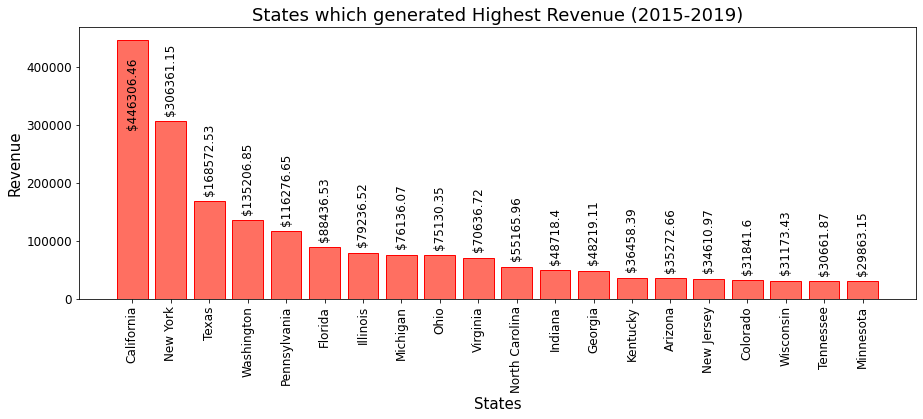 States which generated Highest Revenue (2015-2019)
Revenue
400000
300000
200000
100000
0
$446306.46
$306361.15
$168572.53
$135206.85
$116276.65
$88436.53
$79236.52
$76136.07
$75130.35
$70636.72
$55165.96
$48718.4
$48219.11
$36458.39
$35272.66
$34610.97
$31841.6
$31173.43
$30661.87
$29863.15
California
New York
Texas
Washington
Pennsylvania
Florida
Illinois
Michigan
Ohio
Virginia
North Carolina
Indiana
Georgia
Kentucky
Arizona
New Jersey
Colorado
Wisconsin
Tennessee
Minnesota
States